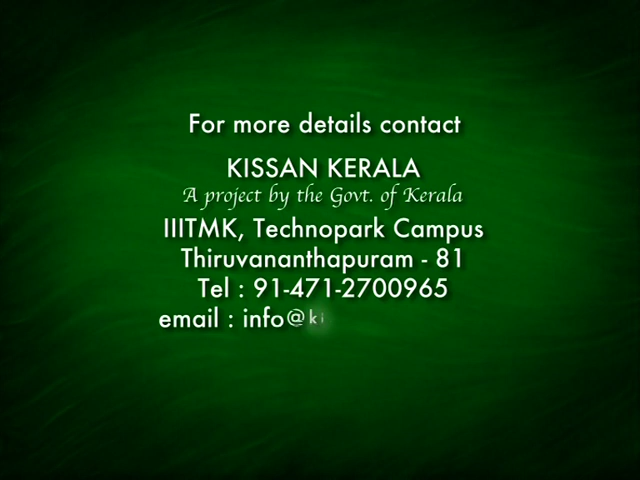 For more details contact
KISSAN KERALA
A project by the Govt. of Kerala
IIITMK, Technopark Campus
Thiruvananthapuram - 81
Tel : 91-471-2700965
email : info@ki